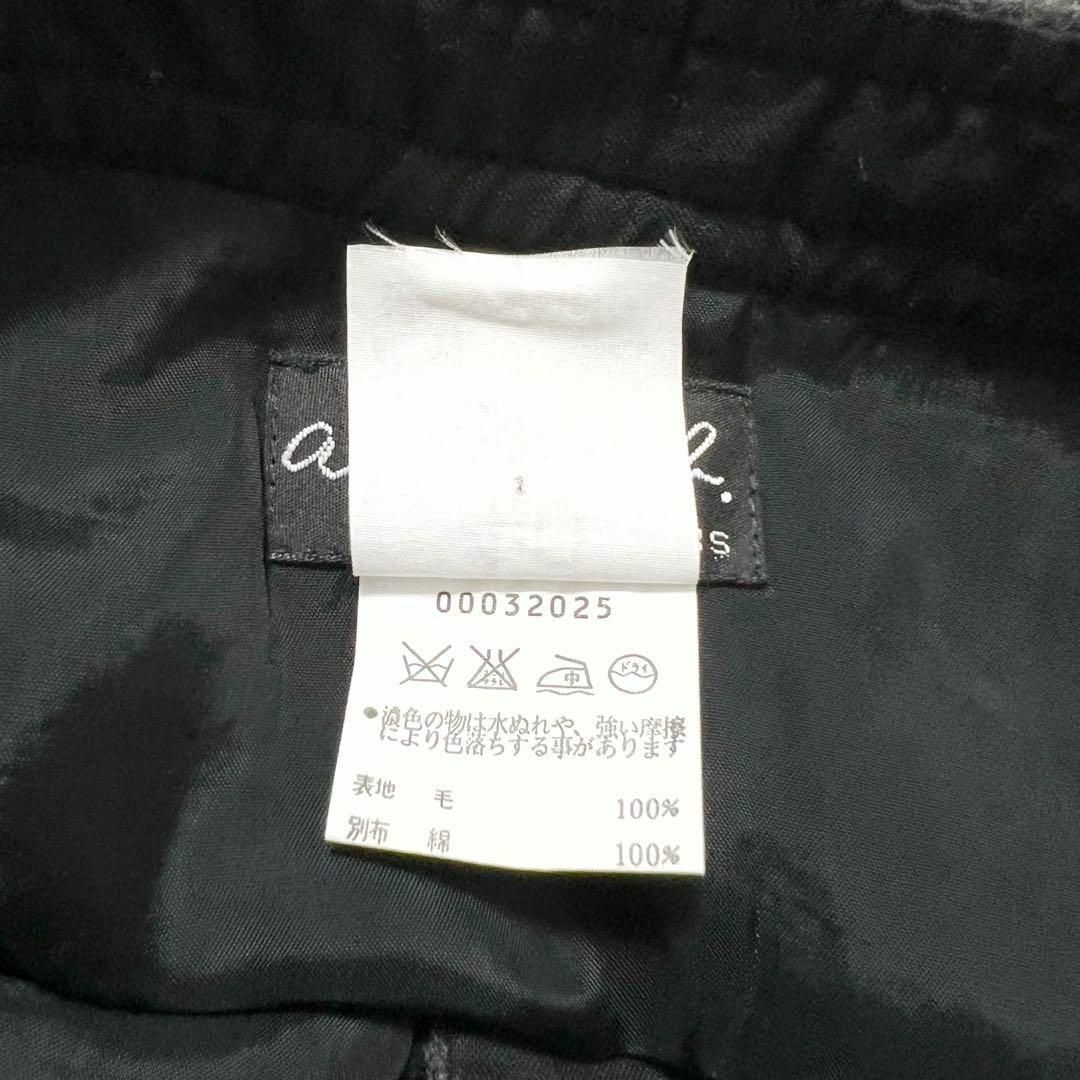 00032025
中
ドライ
●濃色の物は水ぬれや、強い摩擦
により色落ちする事があります
表地 毛 100%
別布 綿 100%